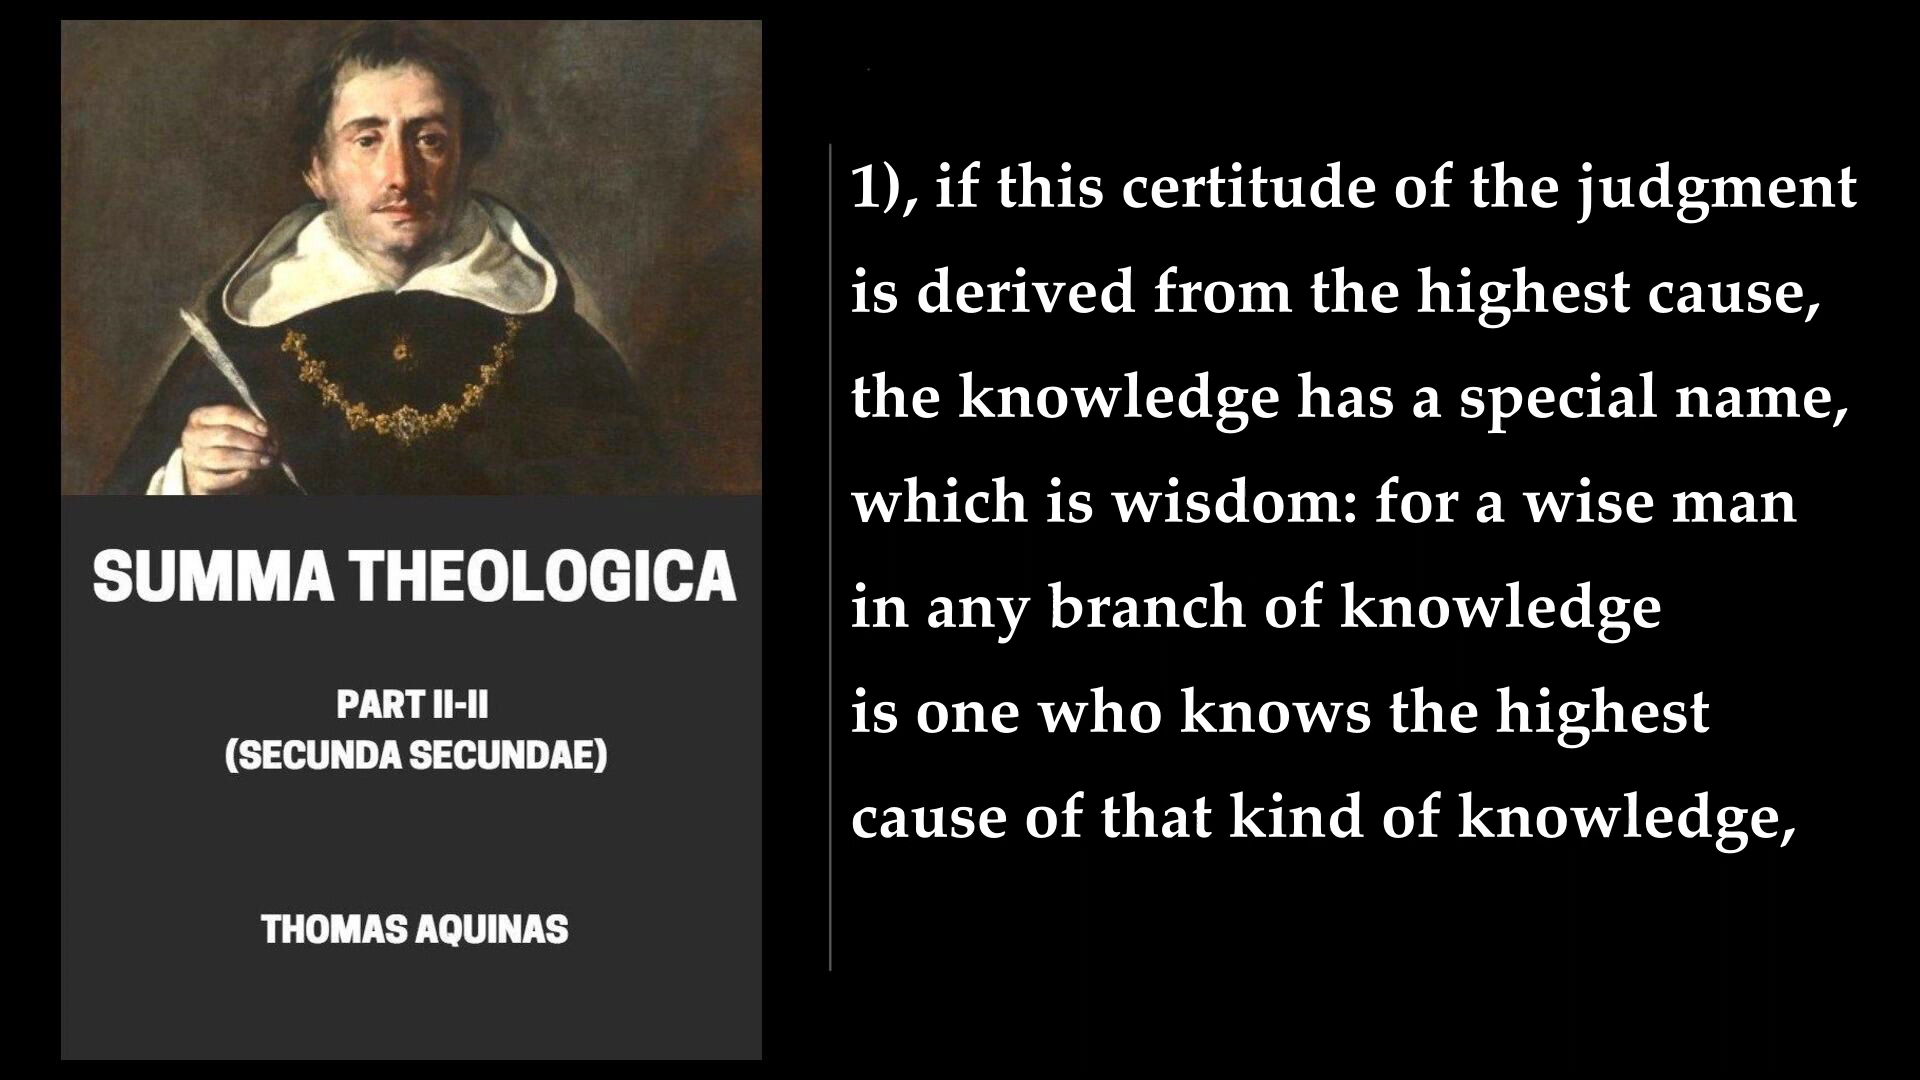 SUMMA THEOLOGICA
PART II-II
(SECUNDA SECUNDAE)
THOMAS AQUINAS
1), if this certitude of the judgment
is derived from the highest cause,
the knowledge has a special name,
which is wisdom: for a wise man
in any branch of knowledge
is one who knows the highest
cause of that kind of knowledge,